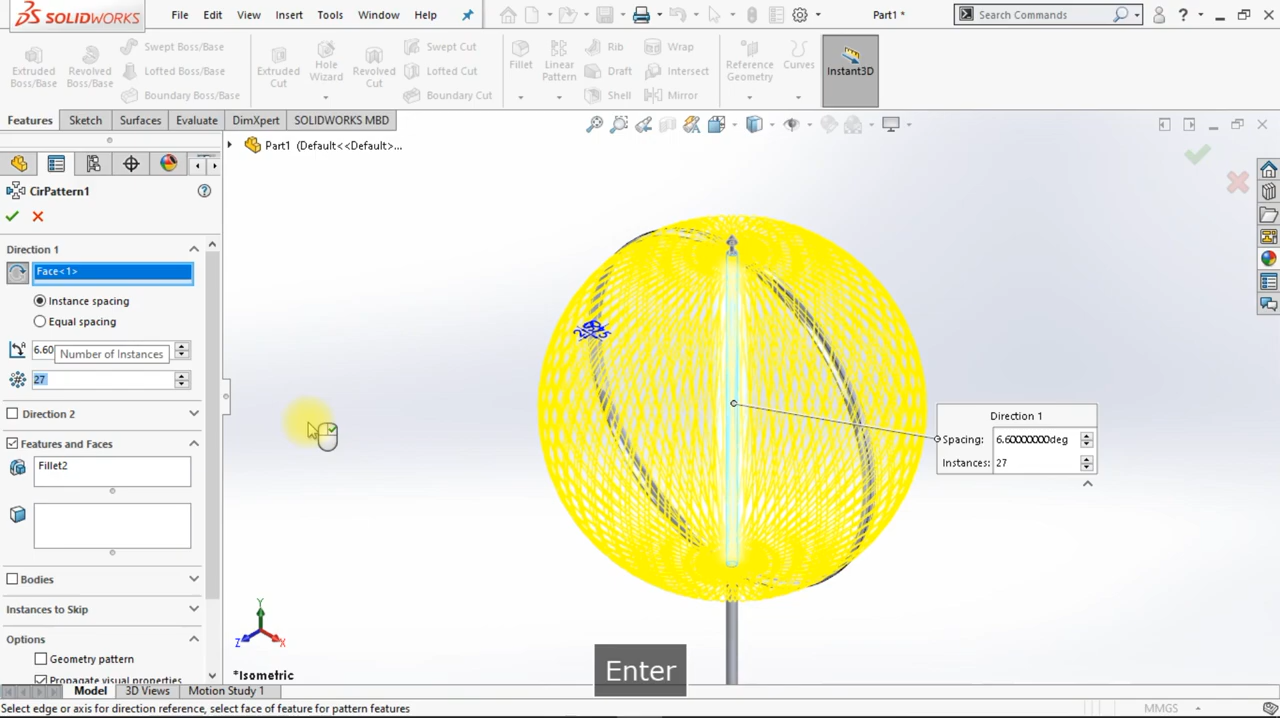 SOLIDWORKS File Edit View Insert Tools Window Help Part1 * Search Commands
Extruded Boss/Base
Revolved Boss/Base
Swept Boss/Base
Lofted Boss/Base
Boundary Boss/Base
Extruded Cut
Hole Wizard
Revolved Cut
Swept Cut
Lofted Cut
Boundary Cut
Fillet
Linear Pattern
Rib
Draft
Shell
Wrap
Intersect
Mirror
Reference Geometry
Curves
Instant3D
Features Sketch Surfaces Evaluate DimXpert SOLIDWORKS MBD
Part1 (Default<<Default>...
CirPattern1
Direction 1
Face<1>
Instance spacing
Equal spacing
6.60
Number of Instances
27
Direction 2
Features and Faces
Fillet2
Bodies
Instances to Skip
Options
Geometry pattern
Propagate visual properties
Direction 1
Spacing: 6.60000000deg
Instances: 27
Y
Z X
*Isometric
Enter
Model 3D Views Motion Study 1
Select edge or axis for direction reference, select face of feature for pattern features MMGS